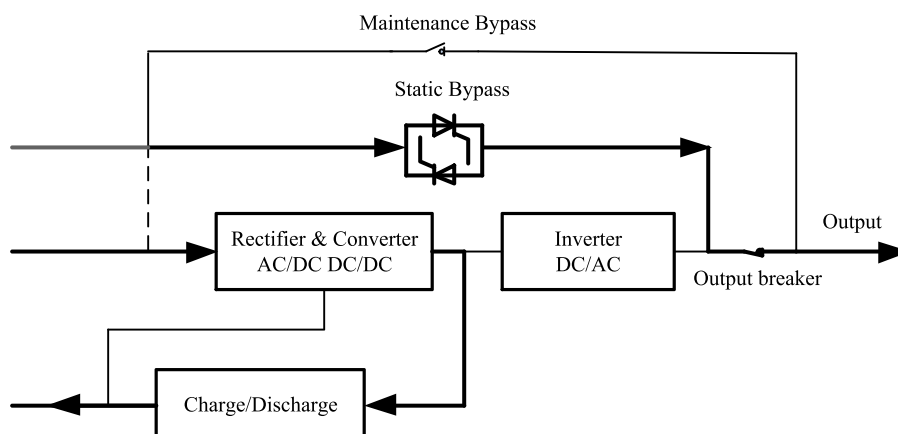 Maintenance Bypass
Static Bypass
Rectifier & Converter
AC/DC DC/DC
Inverter
DC/AC
Output
Output breaker
Charge/Discharge